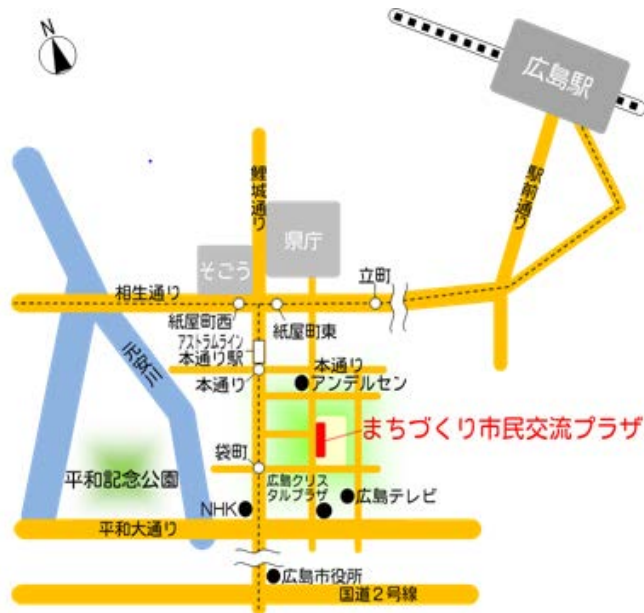 N
広島駅
駅前通り
鯉城通り
県庁
そごう
立町
相生通り
紙屋町西
紙屋町東
アストラムライン
本通り駅
本通り
本通り
アンデルセン
元安川
まちづくり市民交流プラザ
袋町
平和記念公園
広島クリス
タルプラザ
広島テレビ
NHK
平和大通り
広島市役所
国道2号線